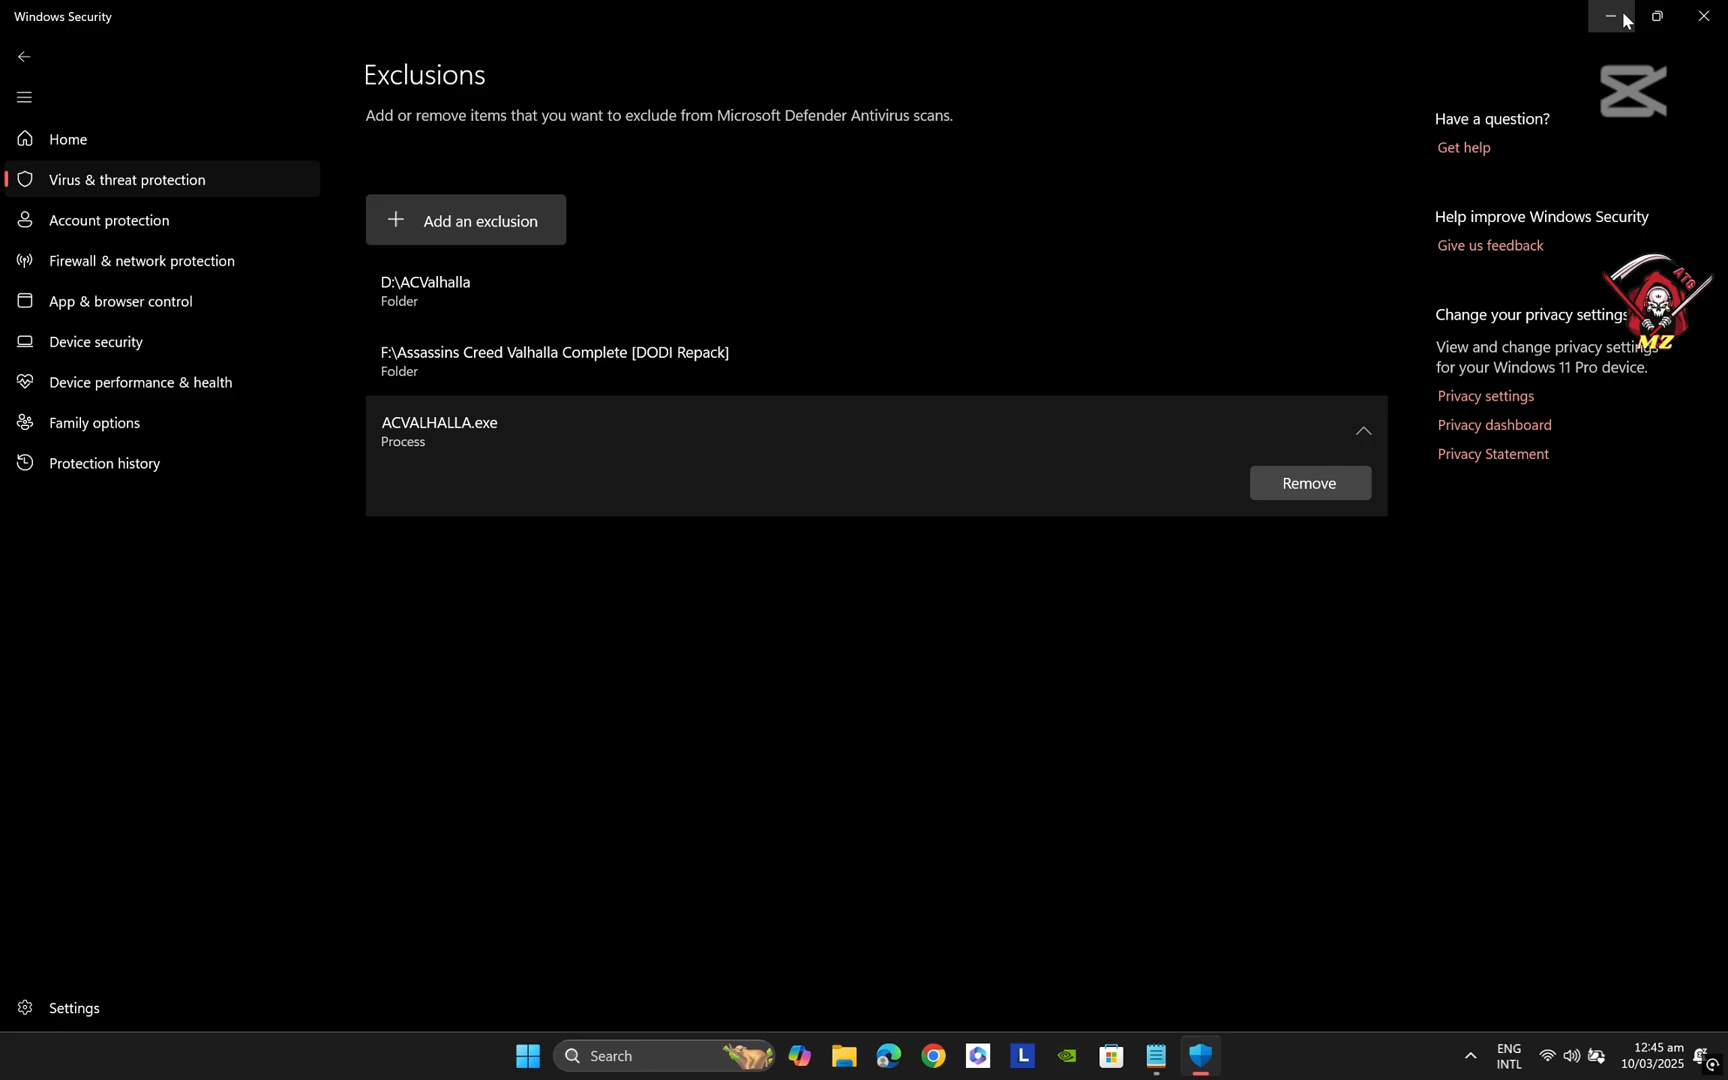 Windows Security
Exclusions
Add or remove items that you want to exclude from Microsoft Defender Antivirus scans.
Home
Virus & threat protection
Account protection
Firewall & network protection
App & browser control
Device security
Device performance & health
Family options
Protection history
Settings
Add an exclusion
D:\ACValhalla
Folder
F:\Assassins Creed Valhalla Complete [DODI Repack]
Folder
ACVALHALLA.exe
Process
Remove
Have a question?
Get help
Help improve Windows Security
Give us feedback
ATG
MZ
Change your privacy settings
View and change privacy settings
for your Windows 11 Pro device.
Privacy settings
Privacy dashboard
Privacy Statement
Search
L
ENG
INTL
12:45 am
10/03/2025